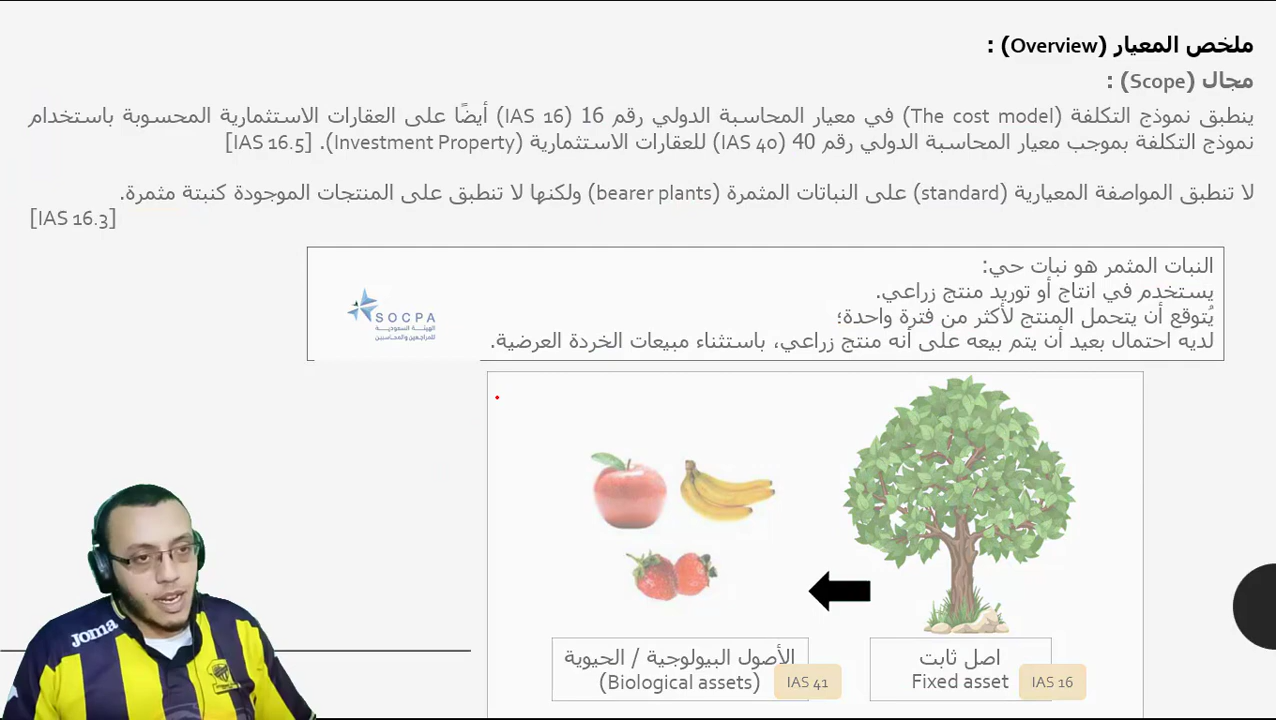 ملخص المعيار (Overview) :
مجال (Scope) :
ينطبق نموذج التكلفة (The cost model) في معيار المحاسبة الدولي رقم 16 (IAS 16) أيضًا على العقارات الاستثمارية المحسوبة باستخدام
نموذج التكلفة بموجب معيار المحاسبة الدولي رقم 40 (IAS 40) للعقارات الاستثمارية (Investment Property). [IAS 16.5]
لا تنطبق المواصفة المعيارية (standard) على النباتات المثمرة (bearer plants) ولكنها لا تنطبق على المنتجات الموجودة كنبتة مثمرة.
[IAS 16.3]
النبات المثمر هو نبات حي:
يستخدم في انتاج أو توريد منتج زراعي.
يُتوقع أن يتحمل المنتج لأكثر من فترة واحدة؛
لديه احتمال بعيد أن يتم بيعه على أنه منتج زراعي، باستثناء مبيعات الخردة العرضية.
SOCPA
الهيئة السعودية
للمراجعين والمحاسبين
اصل ثابت
Fixed asset
IAS 16
الأصول البيولوجية / الحيوية
(Biological assets)
IAS 41
Joma